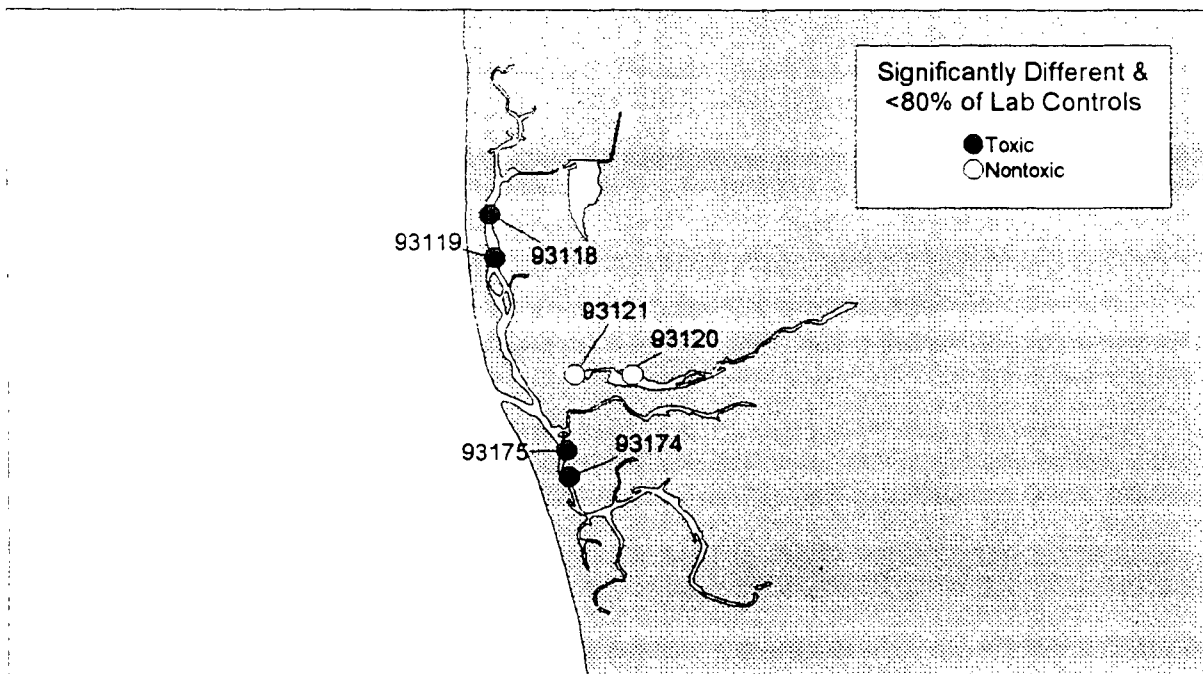 Significantly Different &
<80% of Lab Controls
Toxic
Nontoxic
93119
93118
93121
93120
93175
93174